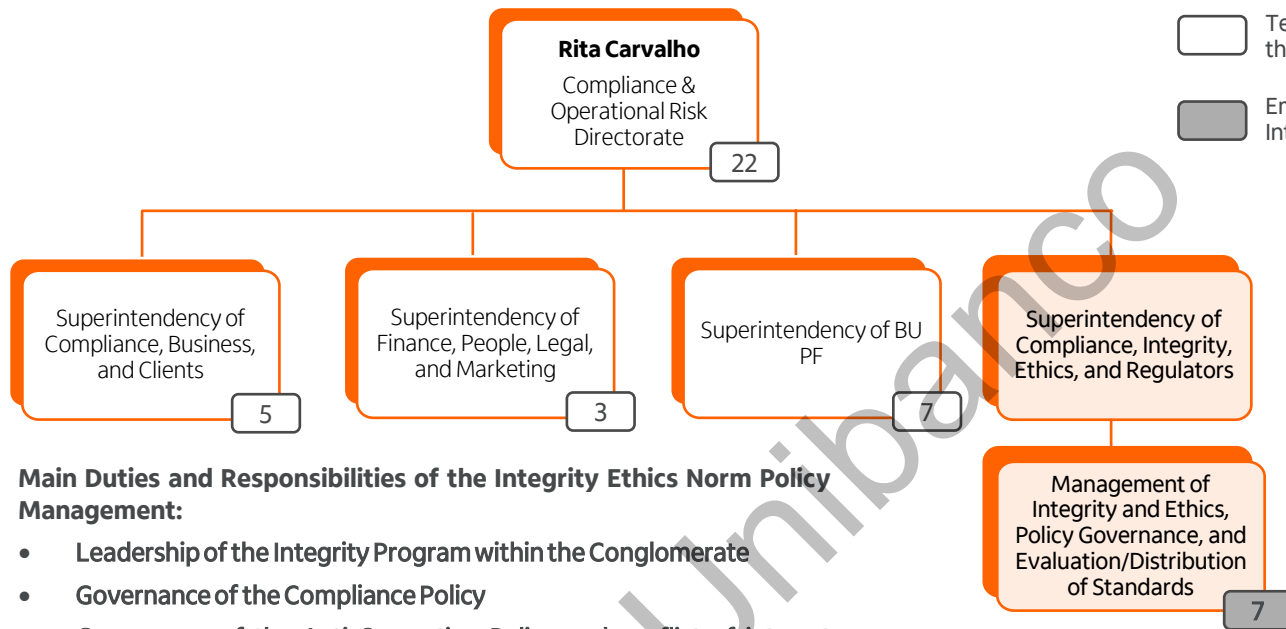 Rita Carvalho
Compliance &
Operational Risk
Directorate
22
Superintendency of
Compliance, Business,
and Clients
5
Superintendency of
Finance, People, Legal,
and Marketing
3
Superintendency of BU
PF
7
Superintendency of
Compliance, Integrity,
Ethics, and Regulators
Management of
Integrity and Ethics,
Policy Governance, and
Evaluation/Distribution
of Standards
7
Main Duties and Responsibilities of the Integrity Ethics Norm Policy
Management:
• Leadership of the Integrity Program within the Conglomerate
• Governance of the Compliance Policy
Unibanco